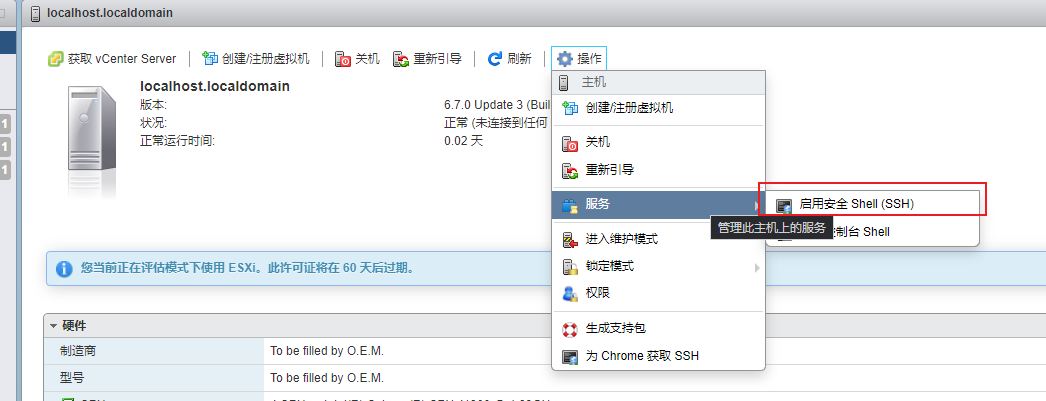 localhost.localdomain
获取 vCenter Server 创建/注册虚拟机 关机 重新引导 刷新 操作
localhost.localdomain
版本: 6.7.0 Update 3 (Buil
状况: 正常 (未连接到任何
正常运行时间: 0.02 天
主机
创建/注册虚拟机
关机
重新引导
服务
启用安全 Shell (SSH)
管理此主机上的服务
制台 Shell
进入维护模式
锁定模式
权限
生成支持包
为 Chrome 获取 SSH
1
1
1
您当前正在评估模式下使用 ESXi。此许可证将在 60 天后过期。
硬件
制造商 To be filled by O.E.M.
型号 To be filled by O.E.M.